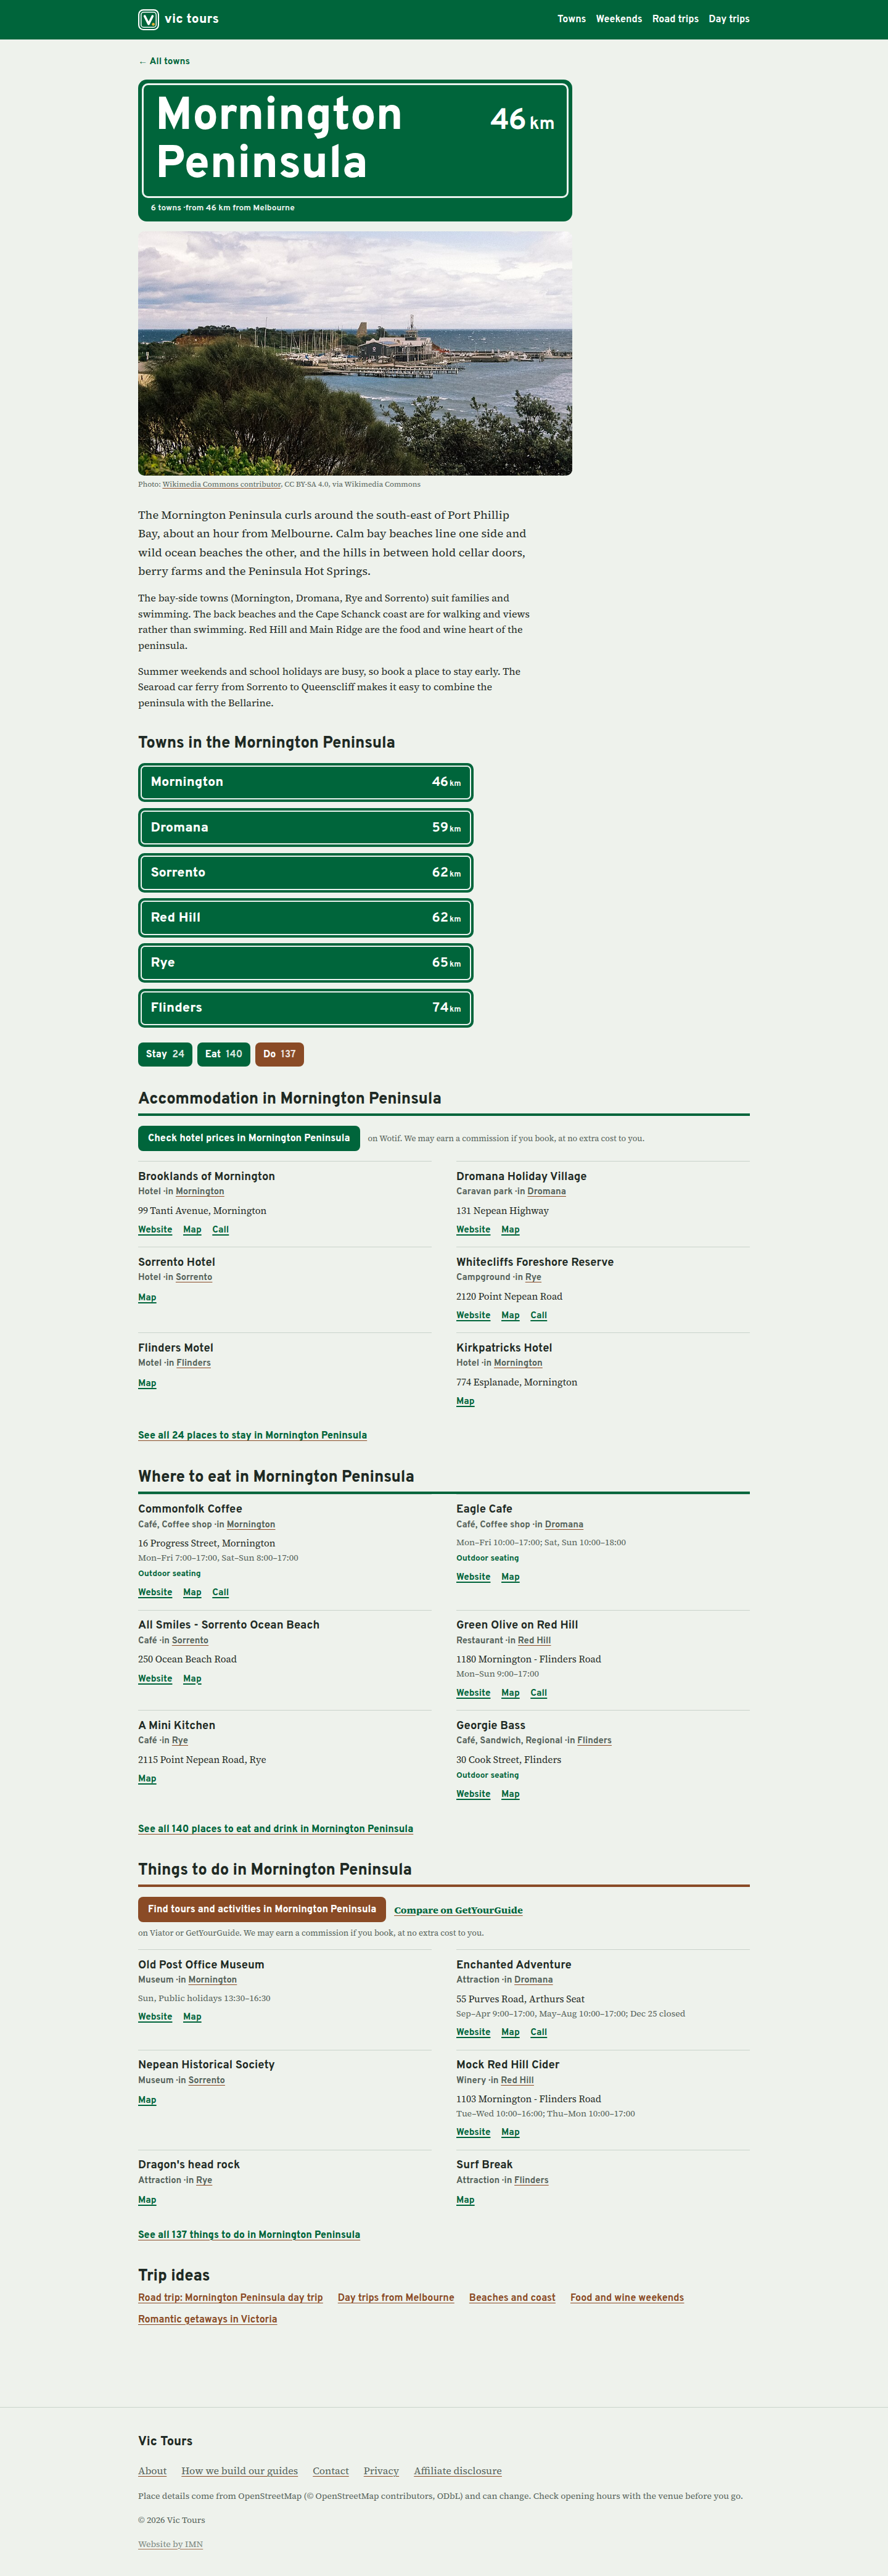 vic tours
Towns Weekends Road trips Day trips
← All towns
Mornington
Peninsula
46 km
6 towns ·from 46 km from Melbourne
Photo: Wikimedia Commons contributor, CC BY-SA 4.0, via Wikimedia Commons
The Mornington Peninsula curls around the south-east of Port Phillip
Bay, about an hour from Melbourne. Calm bay beaches line one side and
wild ocean beaches the other, and the hills in between hold cellar doors,
berry farms and the Peninsula Hot Springs.
The bay-side towns (Mornington, Dromana, Rye and Sorrento) suit families and
swimming. The back beaches and the Cape Schanck coast are for walking and views
rather than swimming. Red Hill and Main Ridge are the food and wine heart of the
peninsula.
Summer weekends and school holidays are busy, so book a place to stay early. The
Searoad car ferry from Sorrento to Queenscliff makes it easy to combine the
peninsula with the Bellarine.
Towns in the Mornington Peninsula
Mornington 46 km
Dromana 59 km
Sorrento 62 km
Red Hill 62 km
Rye 65 km
Flinders 74 km
Stay 24 Eat 140 Do 137
Accommodation in Mornington Peninsula
Check hotel prices in Mornington Peninsula on Wotif. We may earn a commission if you book, at no extra cost to you.
Brooklands of Mornington
Hotel ·in Mornington
99 Tanti Avenue, Mornington
Website Map Call
Dromana Holiday Village
Caravan park ·in Dromana
131 Nepean Highway
Website Map
Sorrento Hotel
Hotel ·in Sorrento
Map
Whitecliffs Foreshore Reserve
Campground ·in Rye
2120 Point Nepean Road
Website Map Call
Flinders Motel
Motel ·in Flinders
Map
Kirkpatricks Hotel
Hotel ·in Mornington
774 Esplanade, Mornington
Map
See all 24 places to stay in Mornington Peninsula
Where to eat in Mornington Peninsula
Commonfolk Coffee
Café, Coffee shop ·in Mornington
16 Progress Street, Mornington
Mon–Fri 7:00–17:00, Sat–Sun 8:00–17:00
Outdoor seating
Website Map Call
Eagle Cafe
Café, Coffee shop ·in Dromana
Mon–Fri 10:00–17:00; Sat, Sun 10:00–18:00
Outdoor seating
Website Map
All Smiles - Sorrento Ocean Beach
Café ·in Sorrento
250 Ocean Beach Road
Website Map
Green Olive on Red Hill
Restaurant ·in Red Hill
1180 Mornington - Flinders Road
Mon–Sun 9:00–17:00
Website Map Call
A Mini Kitchen
Café ·in Rye
2115 Point Nepean Road, Rye
Map
Georgie Bass
Café, Sandwich, Regional ·in Flinders
30 Cook Street, Flinders
Outdoor seating
Website Map
See all 140 places to eat and drink in Mornington Peninsula
Things to do in Mornington Peninsula
Find tours and activities in Mornington Peninsula Compare on GetYourGuide
on Viator or GetYourGuide. We may earn a commission if you book, at no extra cost to you.
Old Post Office Museum
Museum ·in Mornington
Sun, Public holidays 13:30–16:30
Website Map
Enchanted Adventure
Attraction ·in Dromana
55 Purves Road, Arthurs Seat
Sep–Apr 9:00–17:00, May–Aug 10:00–17:00; Dec 25 closed
Website Map Call
Nepean Historical Society
Museum ·in Sorrento
Map
Mock Red Hill Cider
Winery ·in Red Hill
1103 Mornington - Flinders Road
Tue–Wed 10:00–16:00; Thu–Mon 10:00–17:00
Website Map
Dragon's head rock
Attraction ·in Rye
Map
Surf Break
Attraction ·in Flinders
Map
See all 137 things to do in Mornington Peninsula
Trip ideas
Road trip: Mornington Peninsula day trip Day trips from Melbourne Beaches and coast Food and wine weekends
Romantic getaways in Victoria
Vic Tours
About How we build our guides Contact Privacy Affiliate disclosure
Place details come from OpenStreetMap (© OpenStreetMap contributors, ODbL) and can change. Check opening hours with the venue before you go.
© 2026 Vic Tours
Website by IMN